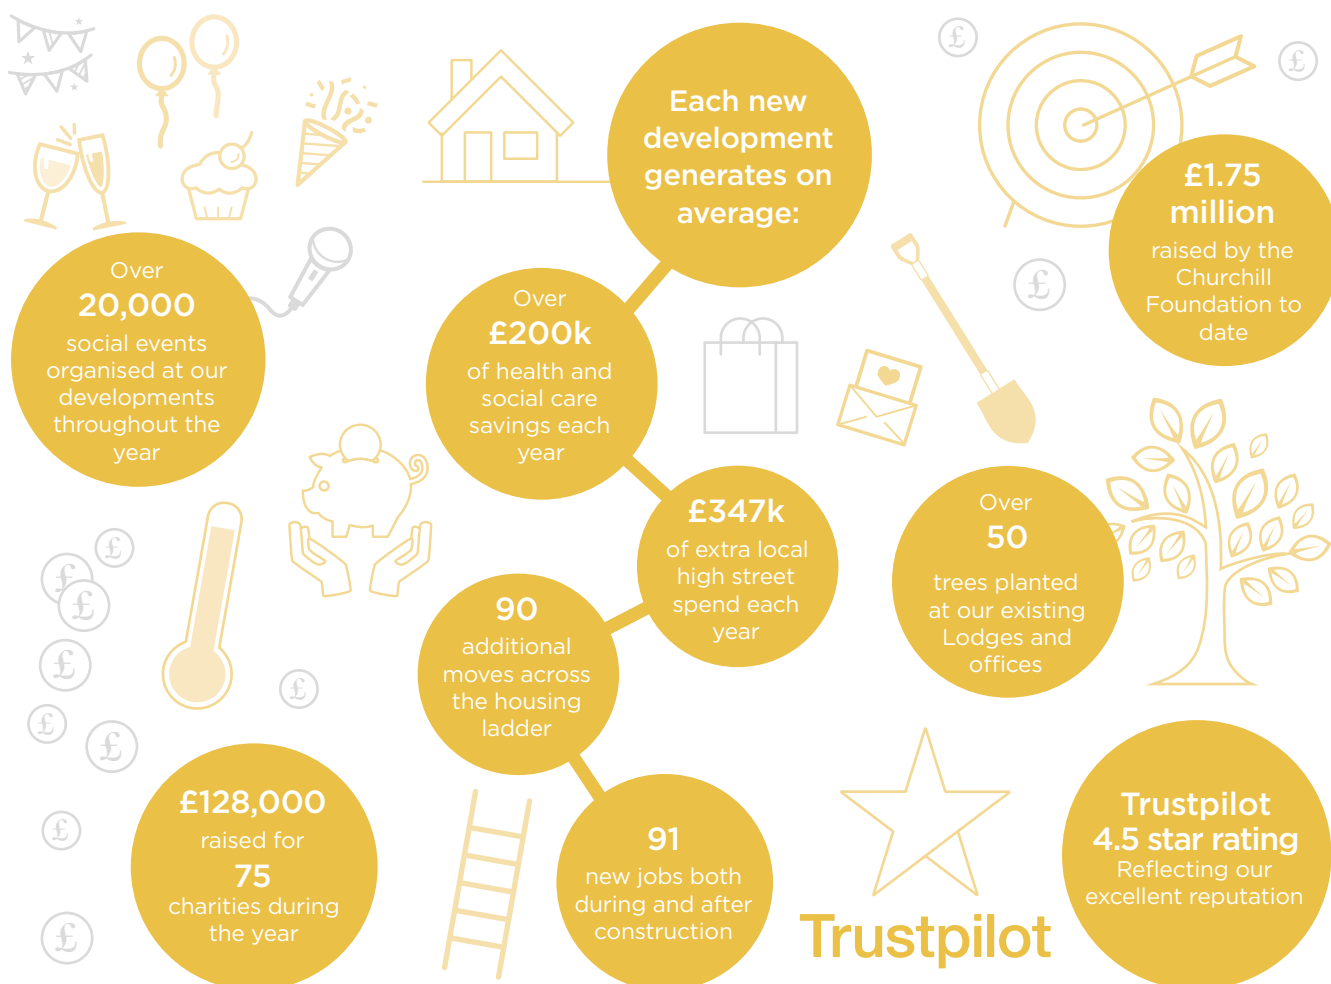 Each new
development
generates on
average:
£1.75
million
raised by the
Churchill
Foundation to
date
Over
20,000
social events
organised at our
developments
throughout the
year
Over
£200k
of health and
social care
savings each
year
£347k
of extra local
high street
spend each
year
Over
50
trees planted
at our existing
Lodges and
offices
90
additional
moves across
the housing
ladder
£128,000
raised for
75
charities during
the year
91
new jobs both
during and after
construction
Trustpilot
Trustpilot
4.5 star rating
Reflecting our
excellent reputation
£
£
£
£
£
£
£
£
£
£
£
£